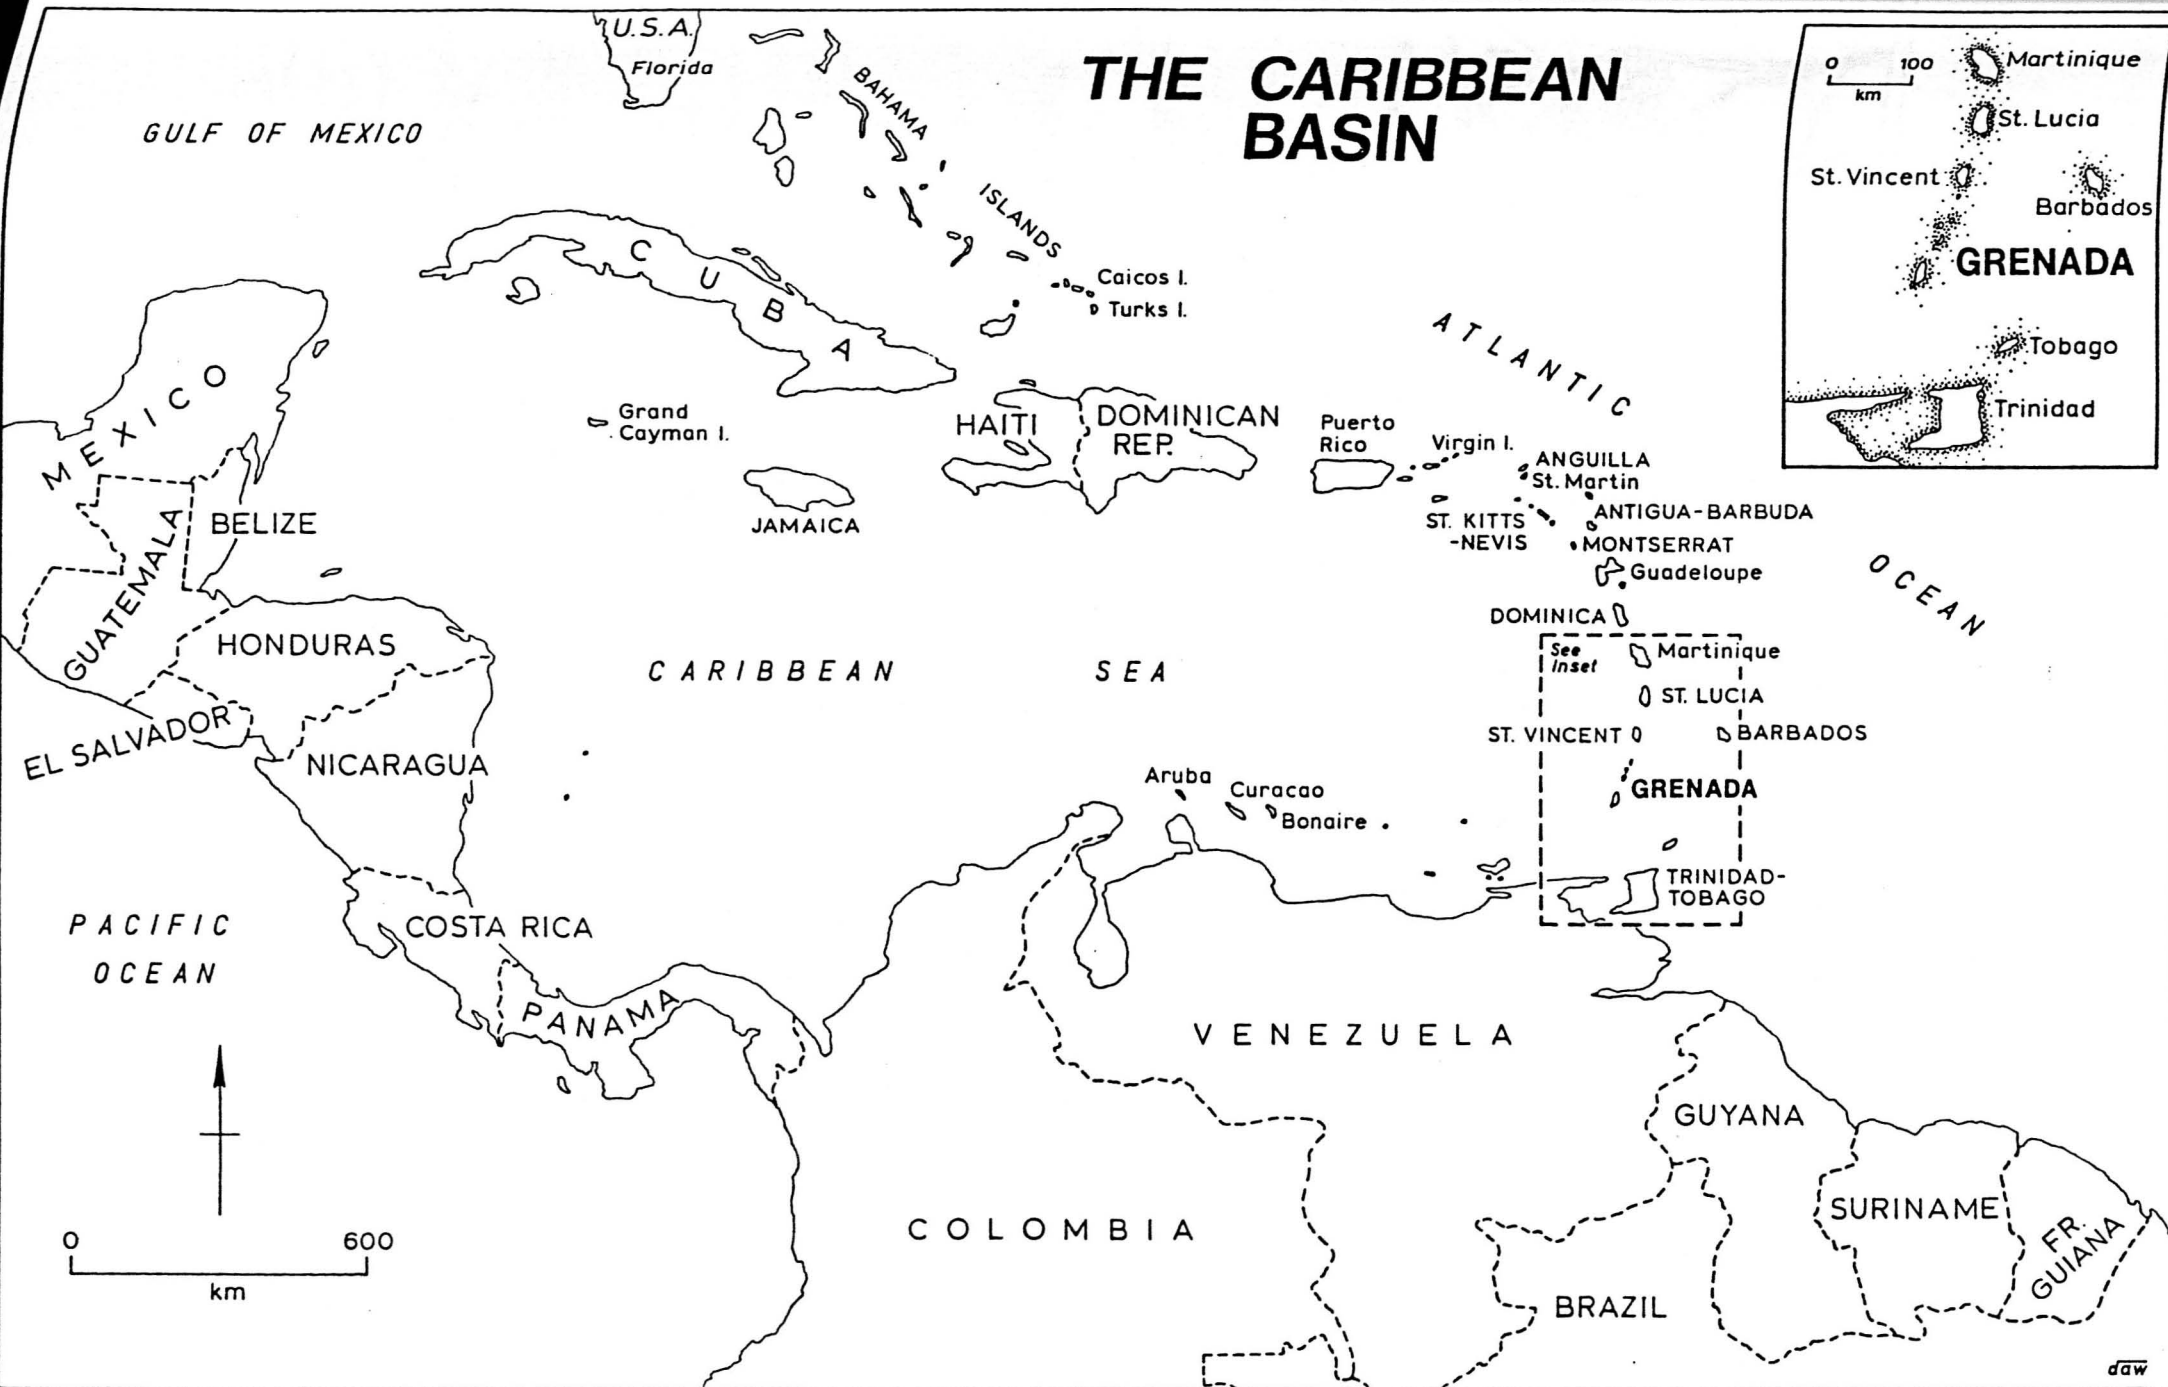 THE CARIBBEAN
BASIN
U.S.A.
Florida
GULF OF MEXICO
BAHAMA
ISLANDS
CUBA
Caicos I.
Turks I.
ATLANTIC
OCEAN
MEXICO
Grand
Cayman I.
JAMAICA
HAITI
DOMINICAN
REP.
Puerto
Rico
Virgin I.
ANGUILLA
St. Martin
ST. KITTS
-NEVIS
ANTIGUA-BARBUDA
MONTSERRAT
Guadeloupe
DOMINICA
See
Inset
Martinique
ST. LUCIA
ST. VINCENT
BARBADOS
GRENADA
TRINIDAD-
TOBAGO
BELIZE
GUATEMALA
HONDURAS
EL SALVADOR
NICARAGUA
CARIBBEAN SEA
Aruba
Curacao
Bonaire
COSTA RICA
PANAMA
PACIFIC
OCEAN
VENEZUELA
COLOMBIA
GUYANA
SURINAME
FR.
GUIANA
BRAZIL
0 600
km
0 100
km
Martinique
St. Lucia
St. Vincent
Barbados
GRENADA
Tobago
Trinidad
daw